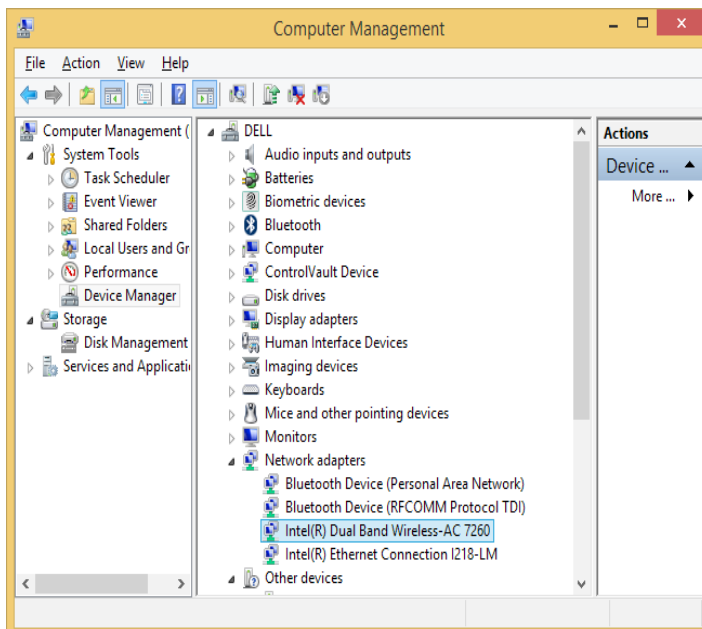 Computer Management
File Action View Help
Computer Management (
System Tools
Task Scheduler
Event Viewer
Shared Folders
Local Users and Gr
Performance
Device Manager
Storage
Disk Management
Services and Applicati
DELL
Audio inputs and outputs
Batteries
Biometric devices
Bluetooth
Computer
ControlVault Device
Disk drives
Display adapters
Human Interface Devices
Imaging devices
Keyboards
Mice and other pointing devices
Monitors
Network adapters
Bluetooth Device (Personal Area Network)
Bluetooth Device (RFCOMM Protocol TDI)
Intel(R) Dual Band Wireless-AC 7260
Intel(R) Ethernet Connection I218-LM
Other devices
Actions
Device ...
More ...